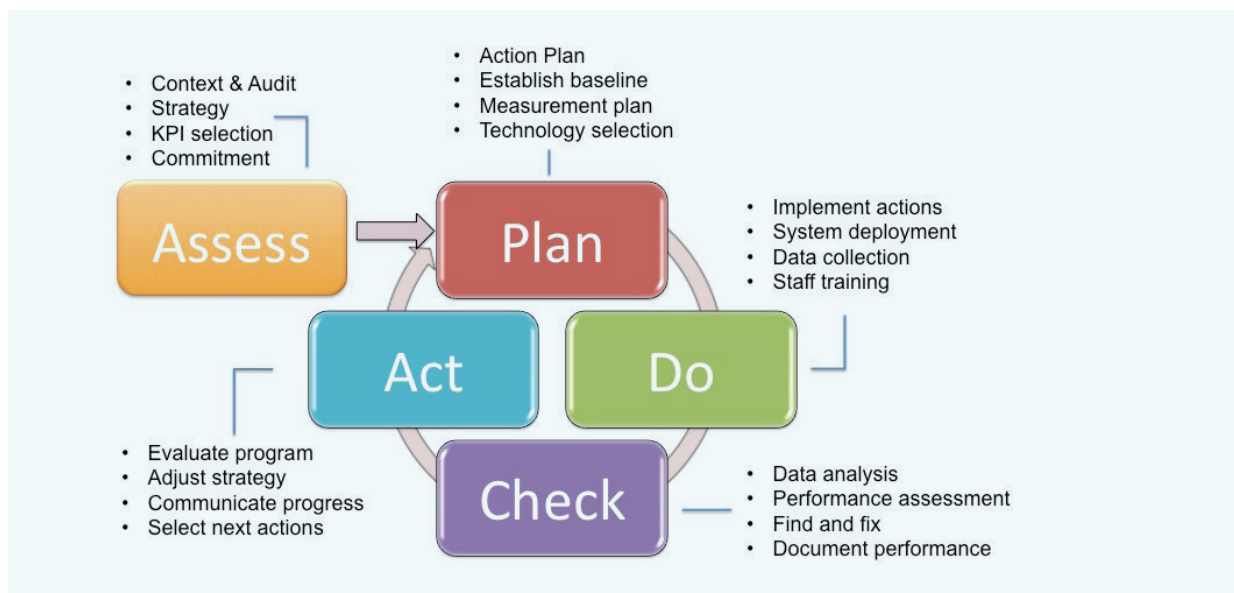 • Context & Audit
• Strategy
• KPI selection
• Commitment
Assess
• Action Plan
• Establish baseline
• Measurement plan
• Technology selection
Plan
• Implement actions
• System deployment
• Data collection
• Staff training
Do
• Data analysis
• Performance assessment
• Find and fix
• Document performance
Check
• Evaluate program
• Adjust strategy
• Communicate progress
• Select next actions
Act